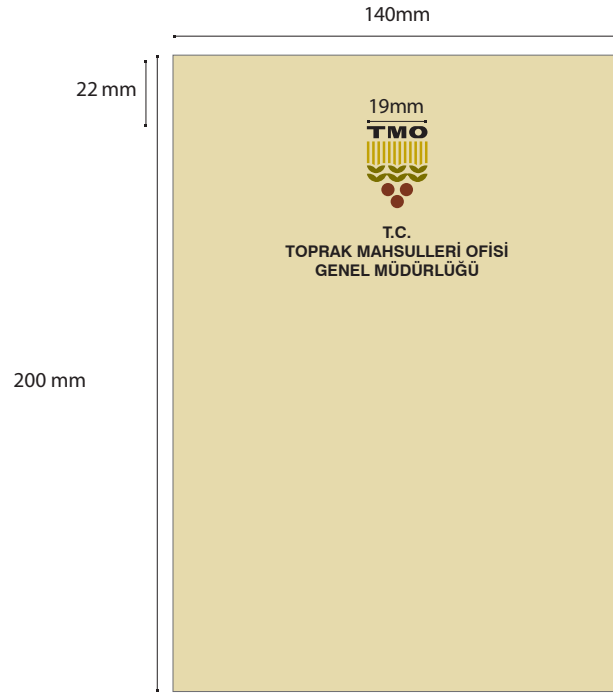 140mm
22 mm
19mm
TMO
T.C.
TOPRAK MAHSULLERİ OFİSİ
GENEL MÜDÜRLÜĞÜ
200 mm